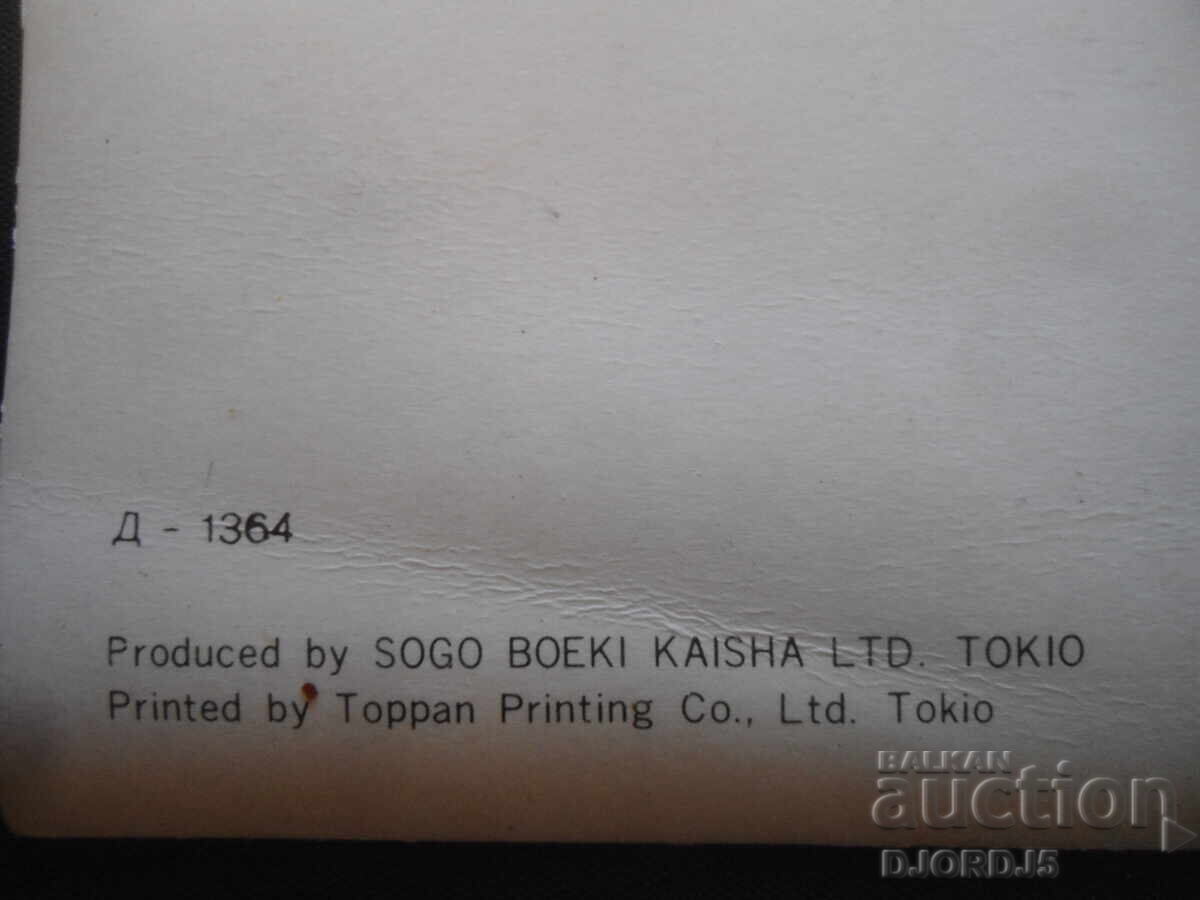 Д - 1364
Produced by SOGO BOEKI KAISHA LTD. TOKIO
Printed by Toppan Printing Co., Ltd. Tokio
BALKAN
auction
DJORDJ5